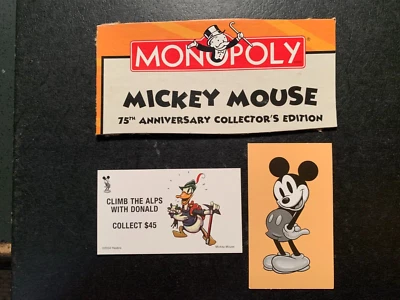 MONOPOLY®
MICKEY MOUSE
75TH ANNIVERSARY COLLECTOR'S EDITION
CLIMB THE ALPS
WITH DONALD
COLLECT $45